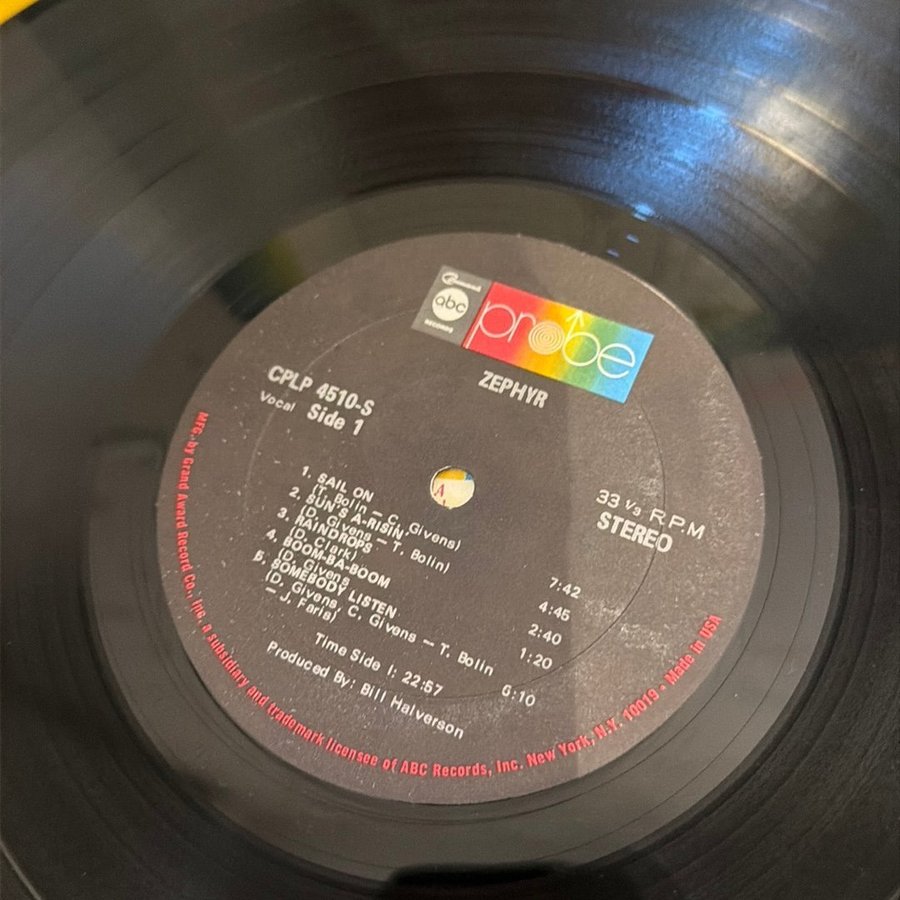 Command
abc
RECORDS
probe
ZEPHYR
CPLP 4510-S
Vocal Side 1
33 1/3 R.P.M
STEREO
1. SAIL ON
(T. Bolin — C. Givens) 7:42
2. SUN'S A-RISIN'
(D. Givens — T. Bolin) 4:45
3. RAINDROPS
(D. Clark) 2:40
4. BOOM-BA-BOOM
(D. Givens) 1:20
5. SOMEBODY LISTEN
(D. Givens, C. Givens — T. Bolin
— J. Faris) 6:10
Time Side I: 22:57
Produced By: Bill Halverson
MFG. by Grand Award Record Co., Inc. a subsidiary and trademark licensee of ABC Records, Inc. New York, N.Y. 10019 • Made in USA
A